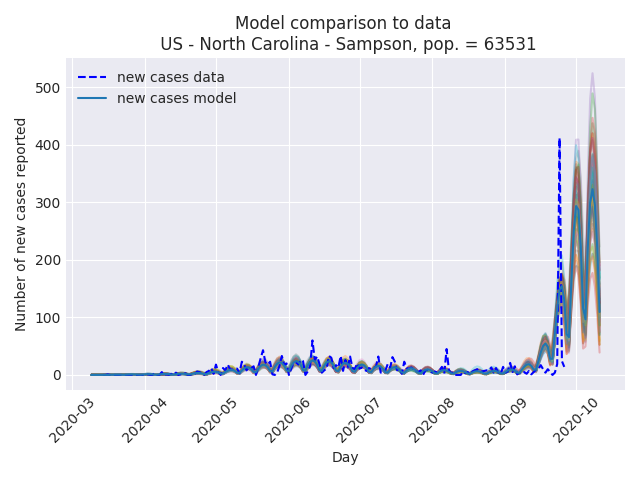 Model comparison to data
US - North Carolina - Sampson, pop. = 63531
new cases data
new cases model
Number of new cases reported
500
400
300
200
100
0
2020-03
2020-04
2020-05
2020-06
2020-07
2020-08
2020-09
2020-10
Day